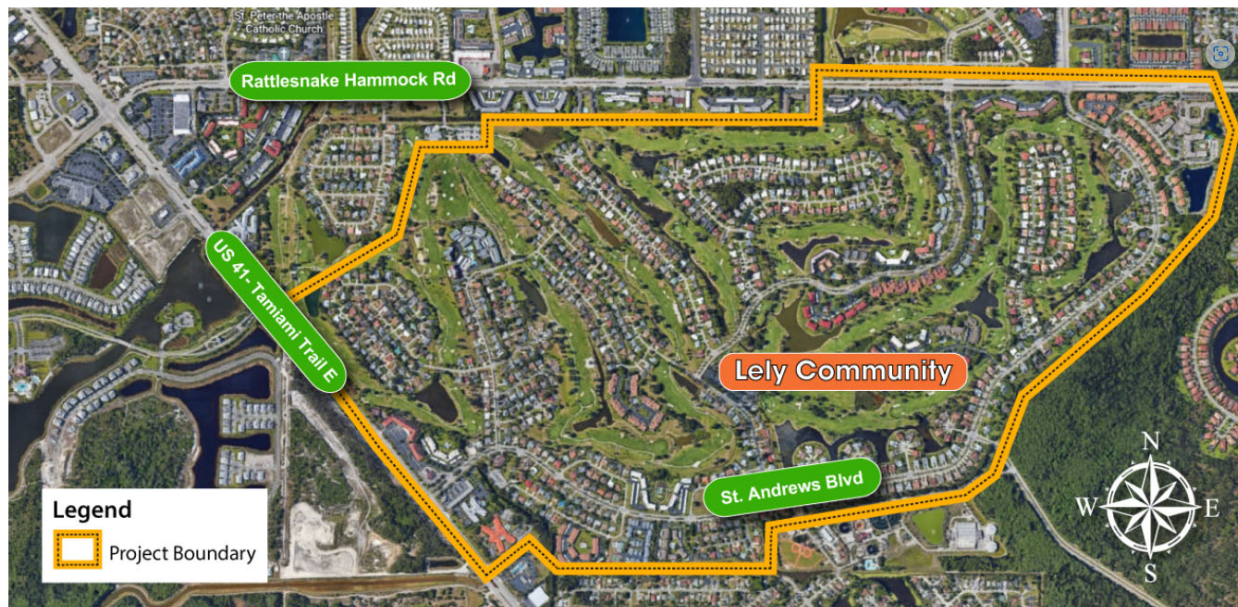 St. Peter the Apostle
Catholic Church
Rattlesnake Hammock Rd
US 41- Tamiami Trail E
Lely Community
St. Andrews Blvd
Legend
Project Boundary
N
W
E
S